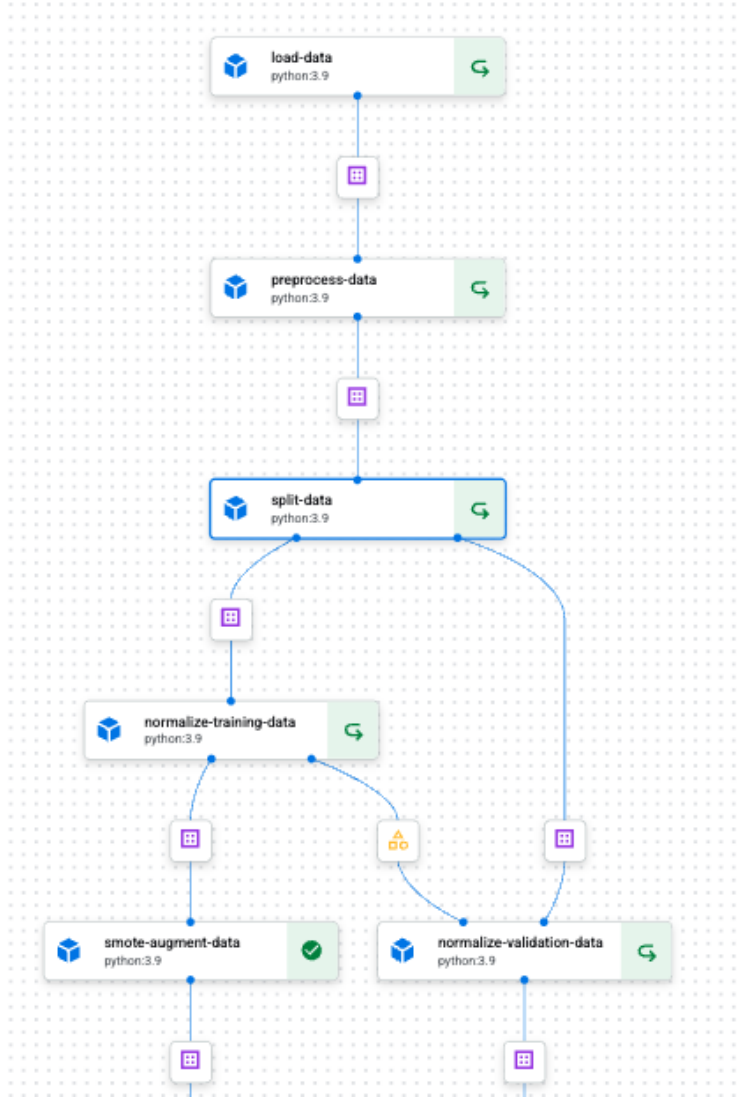 load-data
python:3.9
preprocess-data
python:3.9
split-data
python:3.9
normalize-training-data
python:3.9
smote-augment-data
python:3.9
normalize-validation-data
python:3.9